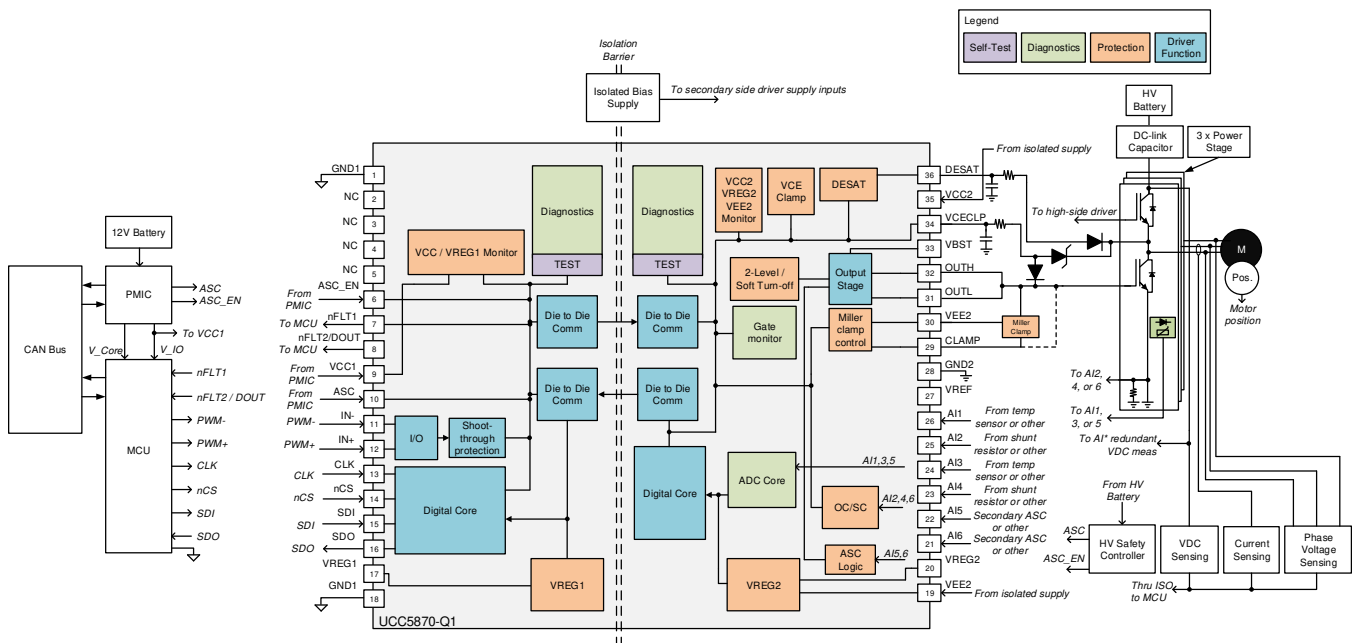 Legend
Self-Test
Diagnostics
Protection
Driver
Function
Isolation
Barrier
Isolated Bias
Supply
To secondary side driver supply inputs
HV
Battery
DC-link
Capacitor
3 x Power
Stage
From isolated supply
To high-side driver
M
Pos.
Motor
position
12V Battery
PMIC
ASC
ASC_EN
To VCC1
V_Core
V_IO
CAN Bus
MCU
nFLT1
nFLT2 / DOUT
PWM-
PWM+
CLK
nCS
SDI
SDO
GND1
1
NC
2
NC
3
NC
4
NC
5
ASC_EN
From
PMIC
6
nFLT1
To MCU
7
nFLT2/DOUT
To MCU
8
VCC1
From
PMIC
9
ASC
From
PMIC
10
IN-
PWM-
11
IN+
PWM+
12
CLK
CLK
13
nCS
nCS
14
SDI
SDI
15
SDO
SDO
16
VREG1
17
GND1
18
UCC5870-Q1
VCC / VREG1 Monitor
Diagnostics
TEST
Diagnostics
TEST
VCC2
VREG2
VEE2
Monitor
VCE
Clamp
DESAT
2-Level /
Soft Turn-off
Output
Stage
Die to Die
Comm
Die to Die
Comm
Gate
monitor
Miller
clamp
control
Die to Die
Comm
Die to Die
Comm
I/O
Shoot-
through
protection
Digital Core
Digital Core
ADC Core
AI1,3,5
OC/SC
AI2,4,6
ASC
Logic
AI5,6
VREG1
VREG2
36
DESAT
35
VCC2
34
VCECLP
33
VBST
32
OUTH
31
OUTL
30
VEE2
29
CLAMP
28
GND2
27
VREF
26
AI1
From temp
sensor or other
25
AI2
From shunt
resistor or other
24
AI3
From temp
sensor or other
23
AI4
From shunt
resistor or other
22
AI5
Secondary ASC
or other
21
AI6
Secondary ASC
or other
20
VREG2
19
VEE2
From isolated supply
Miller
Clamp
To AI2,
4, or 6
To AI1,
3, or 5
To AI* redundant
VDC meas
From HV
Battery
ASC
ASC_EN
HV Safety
Controller
VDC
Sensing
Current
Sensing
Phase
Voltage
Sensing
Thru ISO
to MCU